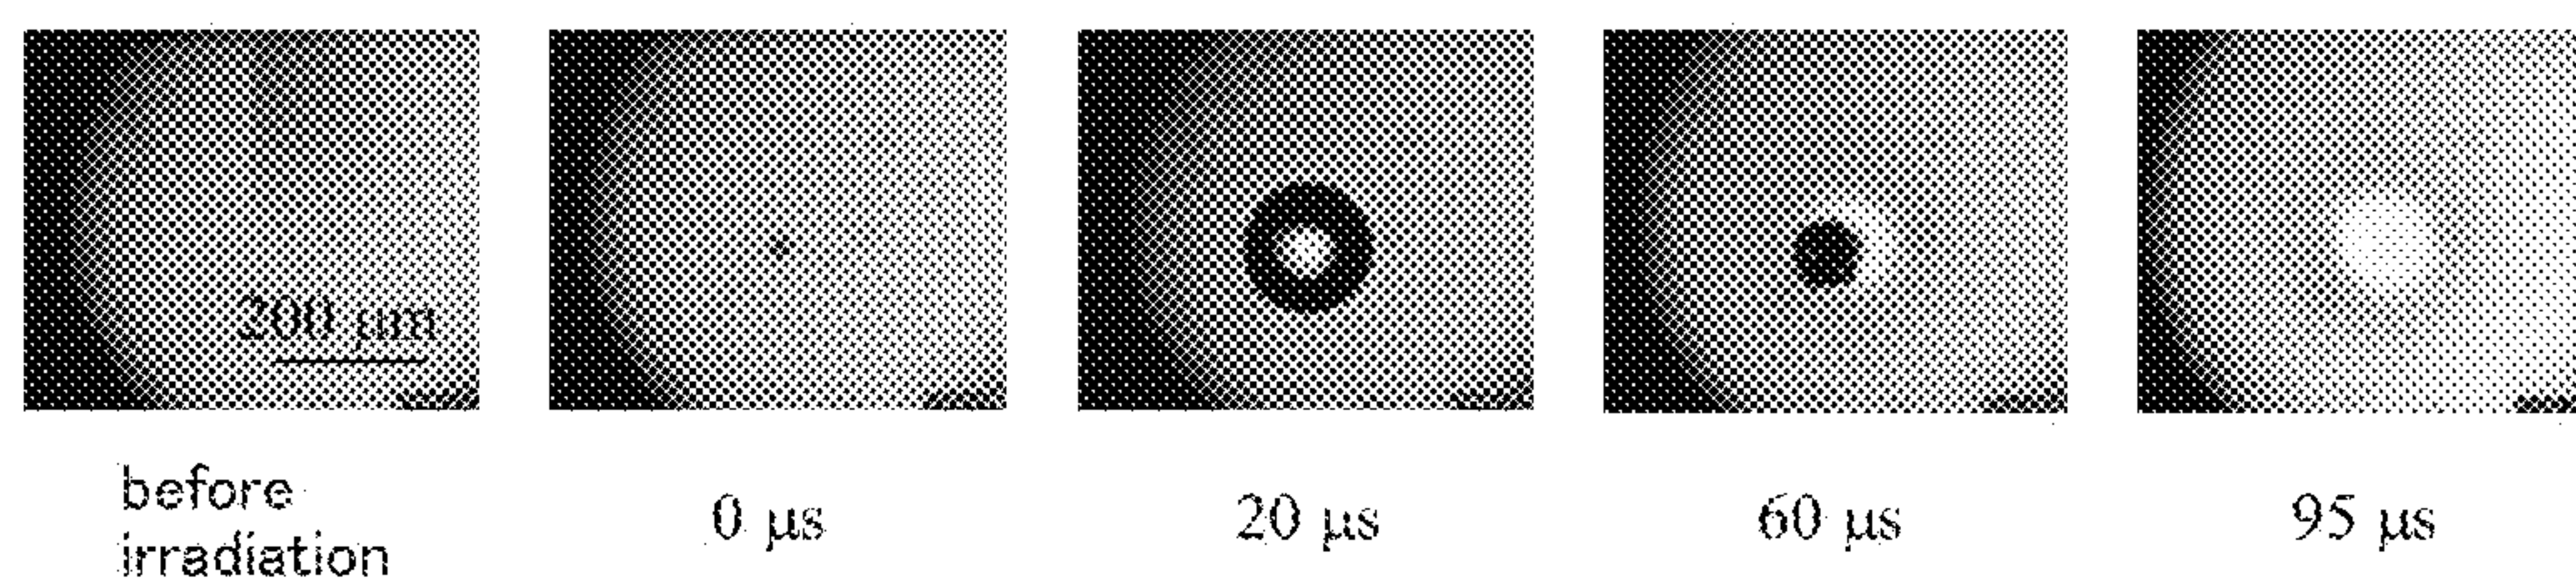 200 μm
before
irradiation
0 μs
20 μs
60 μs
95 μs